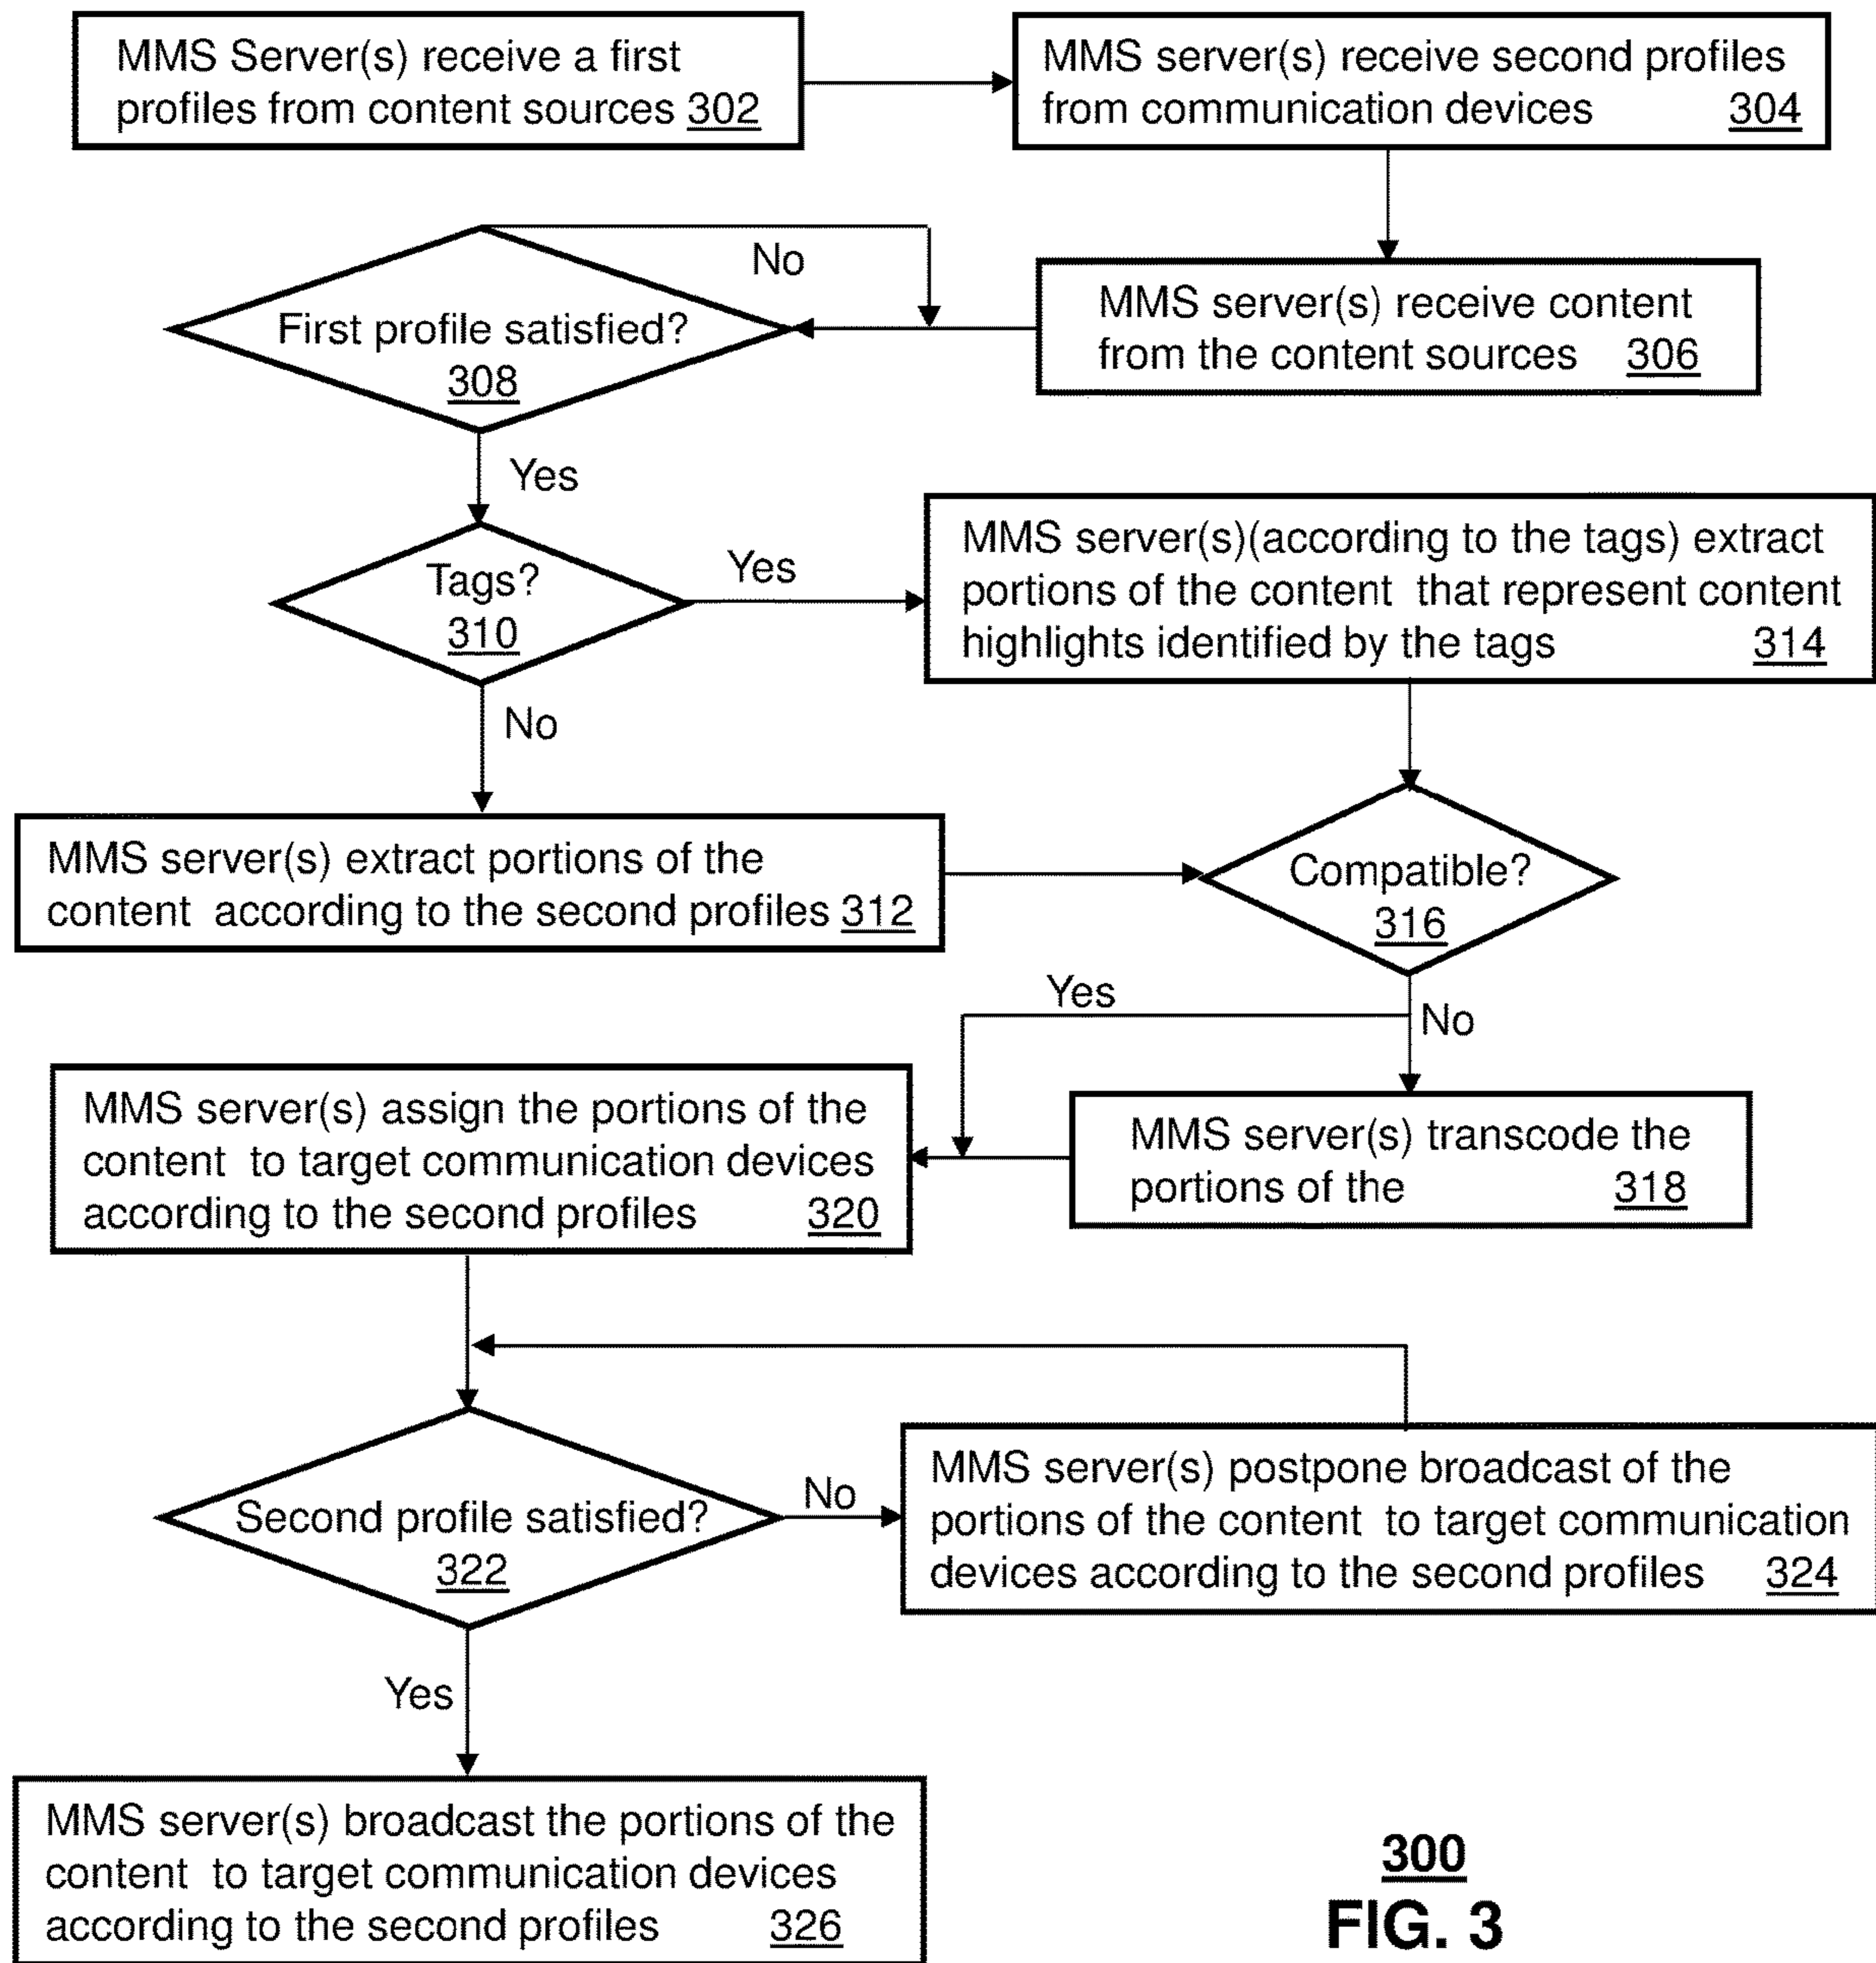 MMS Server(s) receive a first
profiles from content sources 302
MMS server(s) receive second profiles
from communication devices 304
No
MMS server(s) receive content
from the content sources 306
First profile satisfied?
308
Yes
Tags?
310
Yes
MMS server(s)(according to the tags) extract
portions of the content that represent content
highlights identified by the tags 314
No
MMS server(s) extract portions of the
content according to the second profiles 312
Compatible?
316
Yes
No
MMS server(s) assign the portions of the
content to target communication devices
according to the second profiles 320
MMS server(s) transcode the
portions of the 318
Second profile satisfied?
322
No
MMS server(s) postpone broadcast of the
portions of the content to target communication
devices according to the second profiles 324
Yes
MMS server(s) broadcast the portions of the
content to target communication devices
according to the second profiles 326
300
FIG. 3